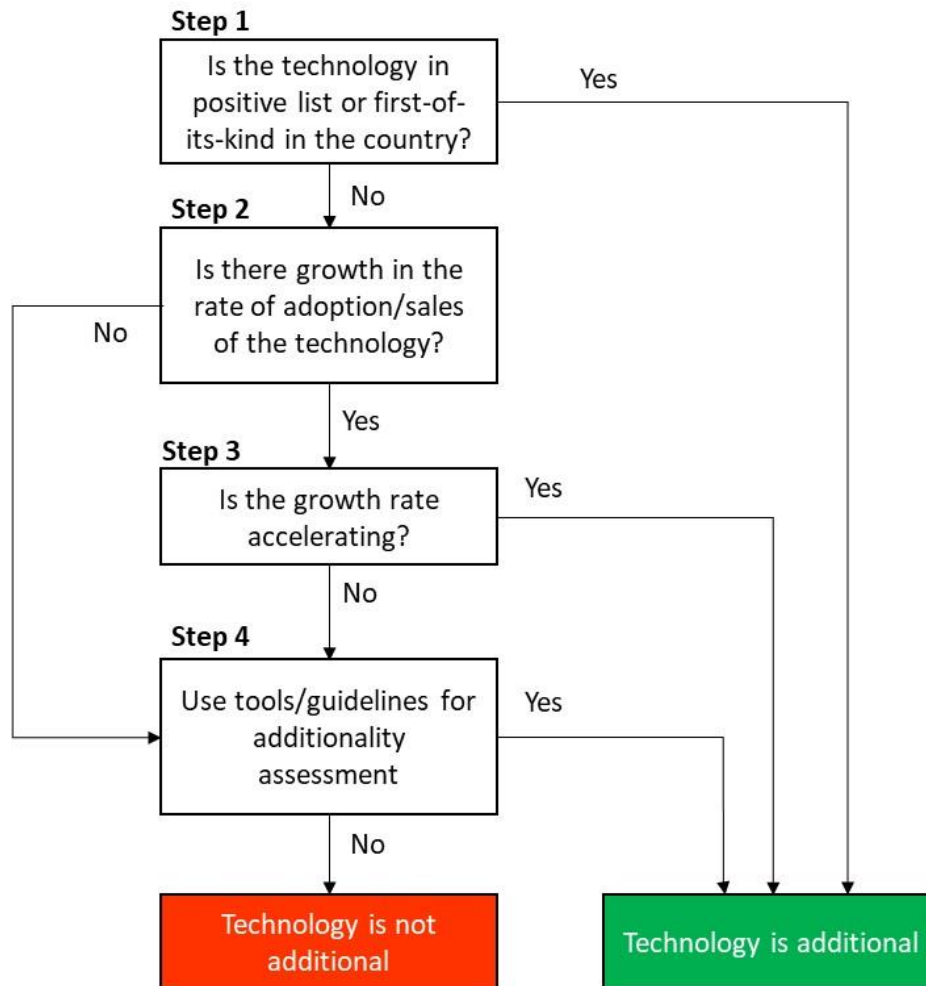 Step 1
Is the technology in
positive list or first-of-
its-kind in the country?
Yes
No
Step 2
Is there growth in the
rate of adoption/sales
of the technology?
No
Yes
Step 3
Is the growth rate
accelerating?
Yes
No
Step 4
Use tools/guidelines for
additionality
assessment
Yes
No
Technology is not
additional
Technology is additional